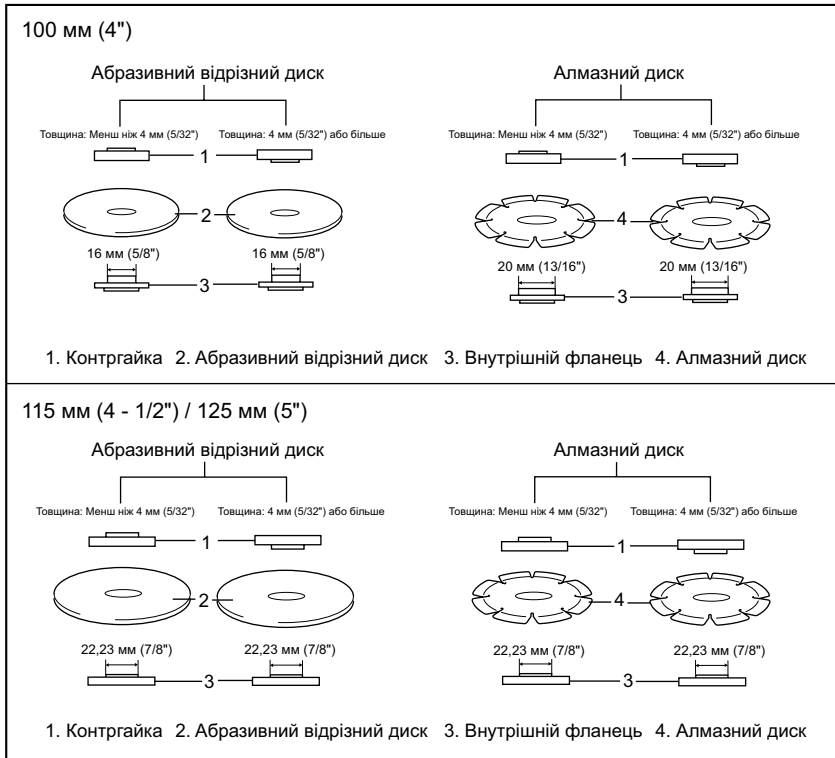 100 мм (4")
Абразивний відрізний диск
Алмазний диск
Товщина: Менш ніж 4 мм (5/32")
Товщина: 4 мм (5/32") або більше
Товщина: Менш ніж 4 мм (5/32")
Товщина: 4 мм (5/32") або більше
1
1
2
4
16 мм (5/8")
16 мм (5/8")
20 мм (13/16")
20 мм (13/16")
3
3
1. Контргайка 2. Абразивний відрізний диск 3. Внутрішній фланець 4. Алмазний диск
115 мм (4 - 1/2") / 125 мм (5")
Абразивний відрізний диск
Алмазний диск
Товщина: Менш ніж 4 мм (5/32")
Товщина: 4 мм (5/32") або більше
Товщина: Менш ніж 4 мм (5/32")
Товщина: 4 мм (5/32") або більше
1
1
2
4
22,23 мм (7/8")
22,23 мм (7/8")
22,23 мм (7/8")
22,23 мм (7/8")
3
3
1. Контргайка 2. Абразивний відрізний диск 3. Внутрішній фланець 4. Алмазний диск